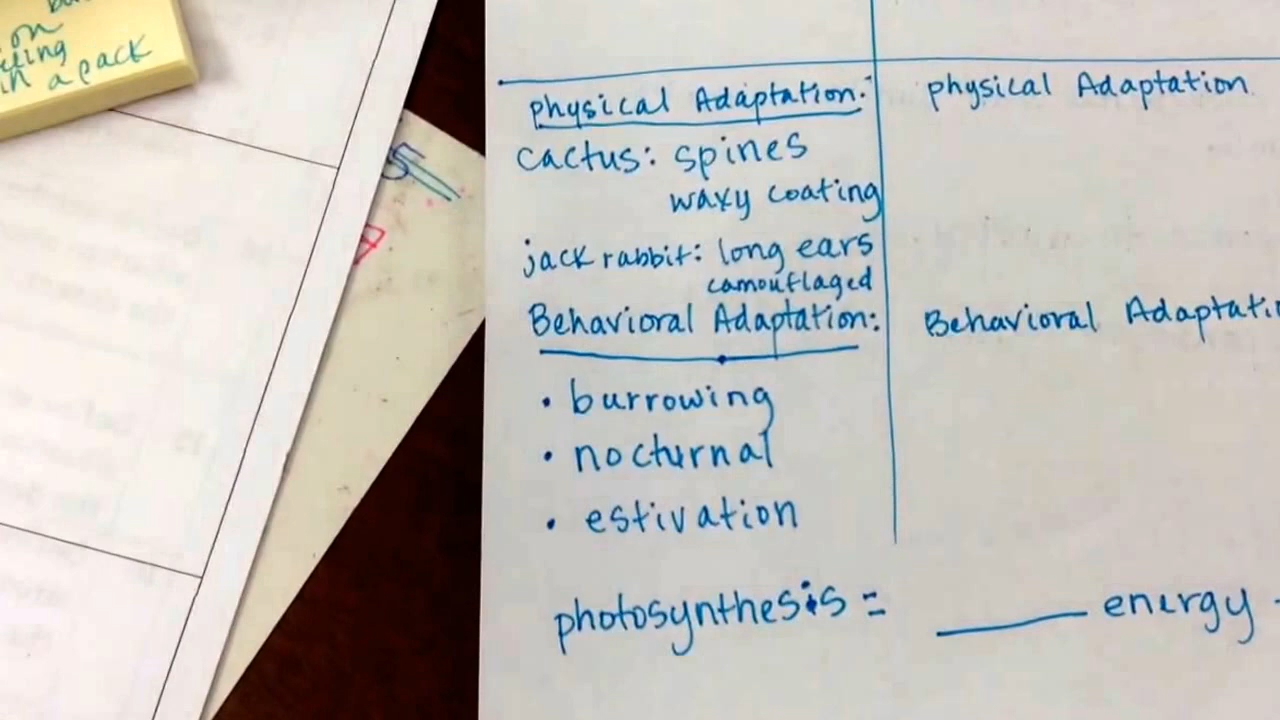 on
in a pack
5
physical Adaptation:
cactus: spines
waxy coating
jack rabbit: long ears
camouflaged
Behavioral Adaptation:
• burrowing
• nocturnal
• estivation
physical Adaptation
Behavioral
photosynthesis = ____ energy